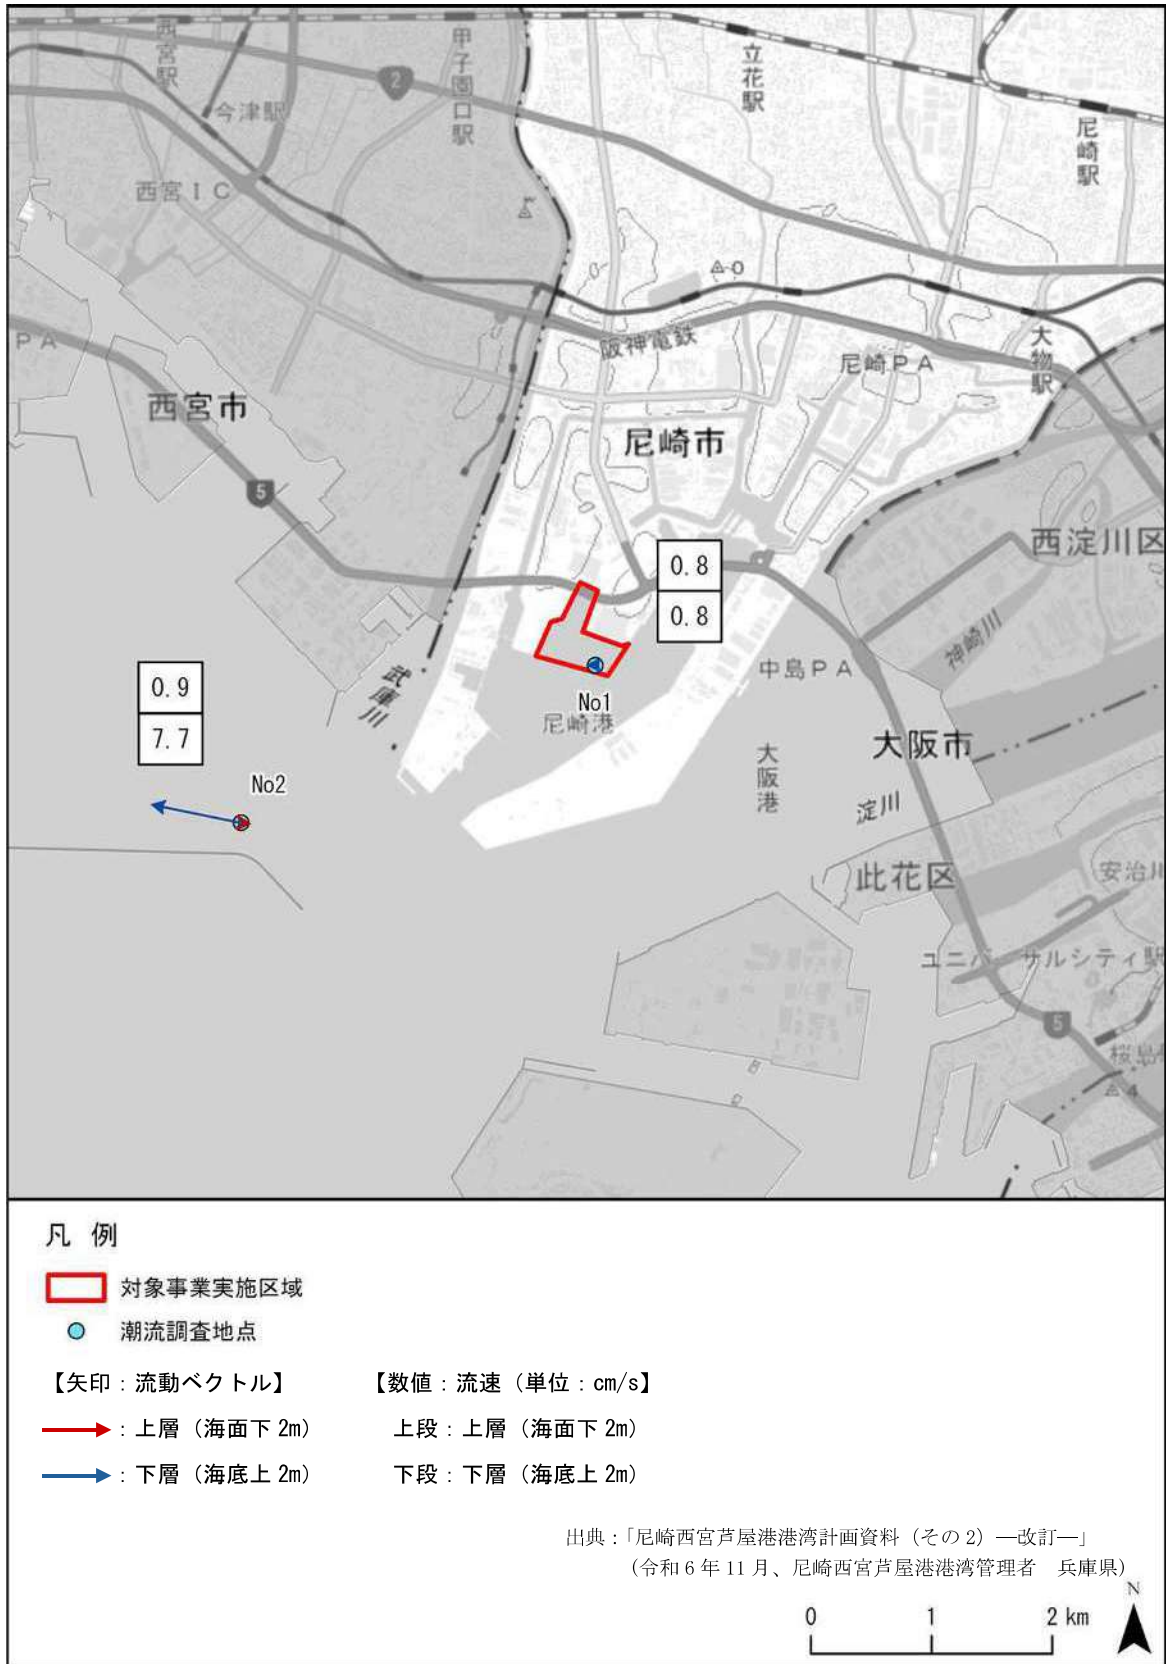 西宮駅
甲子園口駅
2
立花駅
尼崎駅
今津駅
西宮IC
0
阪神電鉄
尼崎PA
大物駅
PA
西宮市
尼崎市
5
西淀川区
0.8
0.8
神崎川
中島PA
武庫川
No1
尼崎港
0.9
7.7
No2
大阪港
大阪市
淀川
此花区
安治川
ユニバーサルシティ駅
5
桜島
4
凡 例
対象事業実施区域
潮流調査地点
【矢印：流動ベクトル】 【数値：流速（単位：cm/s】
：上層（海面下 2m） 上段：上層（海面下 2m）
：下層（海底上 2m） 下段：下層（海底上 2m）
出典：「尼崎西宮芦屋港港湾計画資料（その 2）―改訂―」
（令和 6 年 11 月、尼崎西宮芦屋港港湾管理者 兵庫県）
N
0 1 2 km